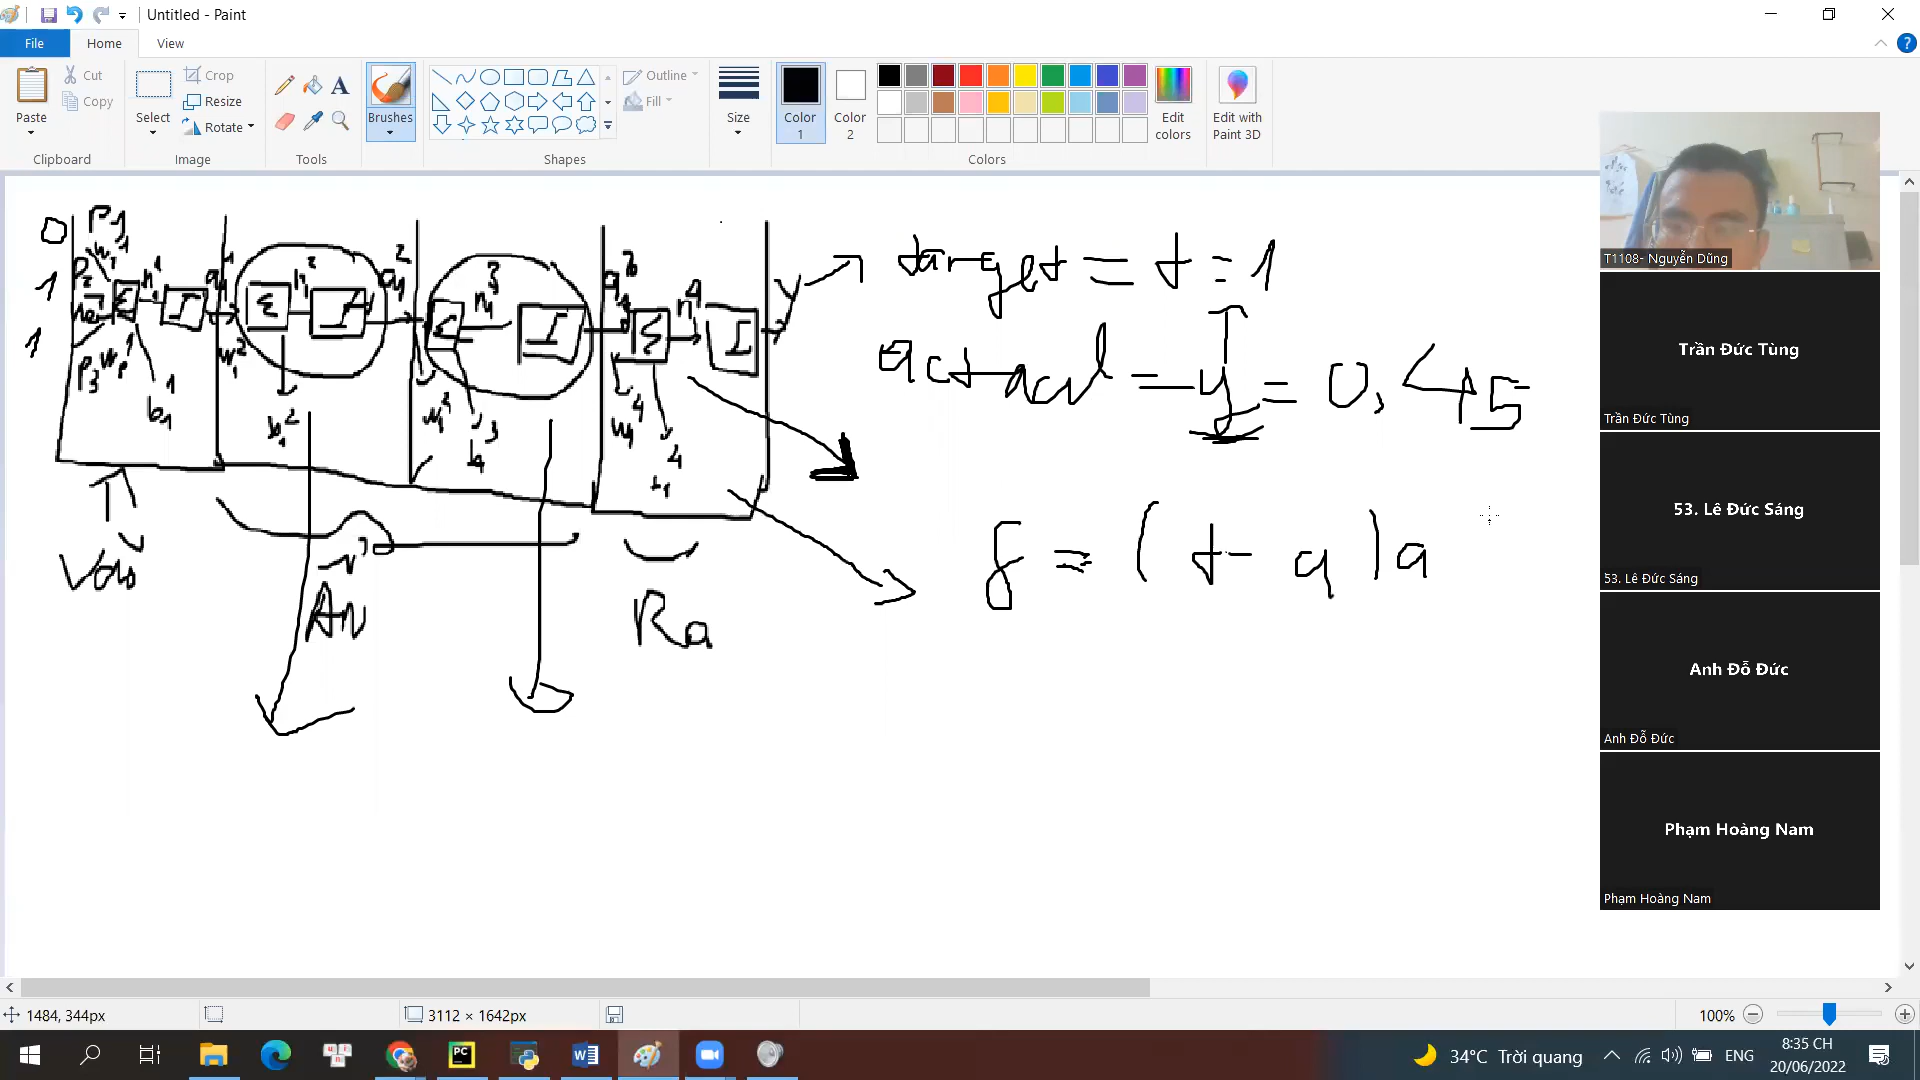 Untitled - Paint
File Home View
Paste
Cut
Copy
Clipboard
Select
Crop
Resize
Rotate
Image
Tools
Brushes
Shapes
Outline
Fill
Size
Color 1
Color 2
Colors
Edit colors
Edit with Paint 3D
0
1
1
target = t = 1
actual = y = 0,45
δ = ( t - a ) a
Vào
Ẩn
Ra
T1108- Nguyễn Dũng
Trần Đức Tùng
Trần Đức Tùng
53. Lê Đức Sáng
53. Lê Đức Sáng
Anh Đỗ Đức
Anh Đỗ Đức
Phạm Hoàng Nam
Phạm Hoàng Nam
1484, 344px
3112 × 1642px
100%
34°C Trời quang
ENG
8:35 CH
20/06/2022